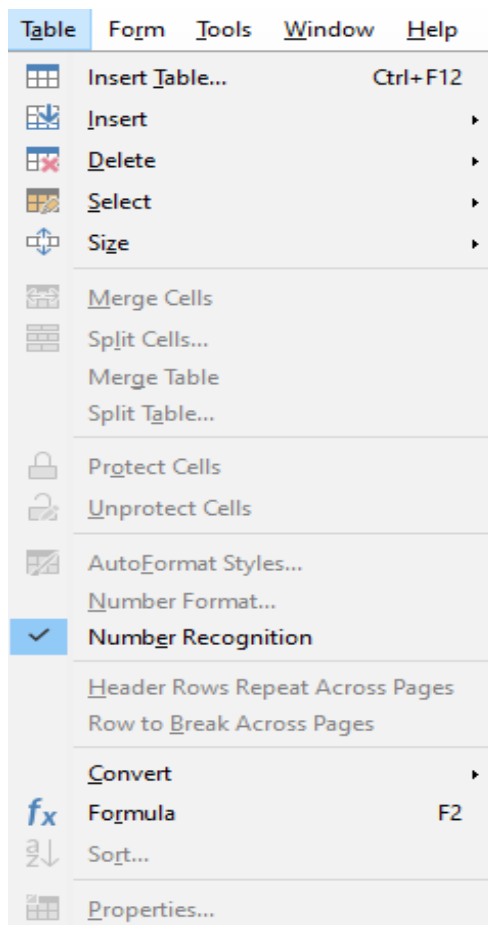 Table Form Tools Window Help
Insert Table... Ctrl+F12
Insert
Delete
Select
Size
Merge Cells
Split Cells...
Merge Table
Split Table...
Protect Cells
Unprotect Cells
AutoFormat Styles...
Number Format...
Number Recognition
Header Rows Repeat Across Pages
Row to Break Across Pages
Convert
fx Formula F2
az Sort...
Properties...